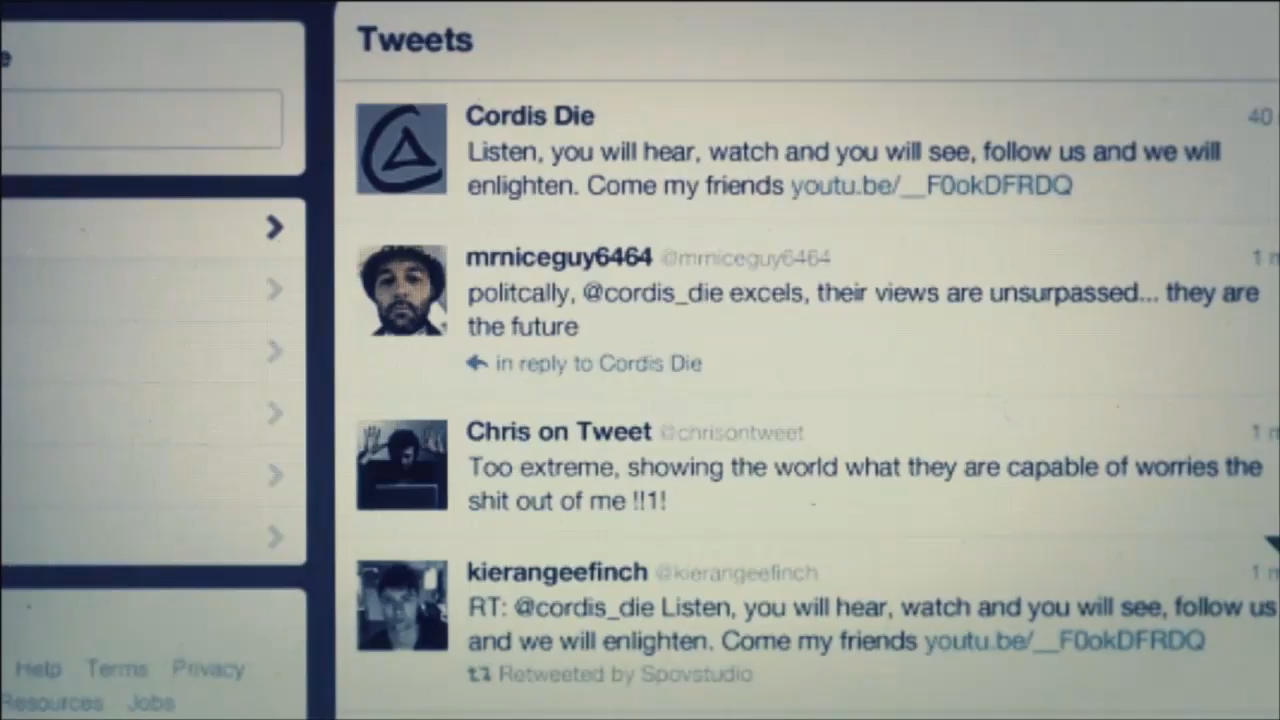 e
Tweets
Cordis Die
40
Listen, you will hear, watch and you will see, follow us and we will
enlighten. Come my friends youtu.be/__F0okDFRDQ
mrniceguy6464 @mrniceguy6464
1 m
politcally, @cordis_die excels, their views are unsurpassed... they are
the future
in reply to Cordis Die
Chris on Tweet @chrisontweet
1 m
Too extreme, showing the world what they are capable of worries the
shit out of me !!1!
kierangeefinch @kierangeefinch
1 m
RT: @cordis_die Listen, you will hear, watch and you will see, follow us
and we will enlighten. Come my friends youtu.be/__F0okDFRDQ
Retweeted by Spovstudio
Help Terms Privacy
Resources Jobs